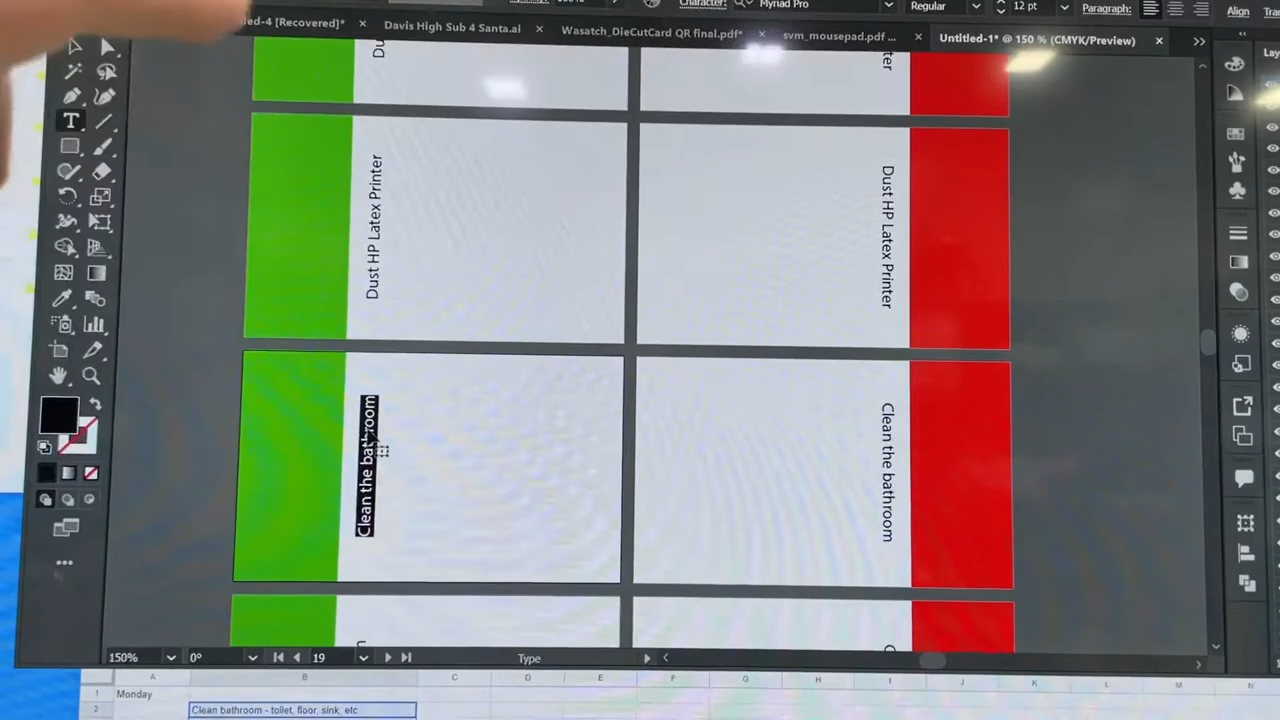 Character:
Myriad Pro
Regular
12 pt
Paragraph:
Align
[Recovered]*
Davis High Sub 4 Santa.ai
Wasatch_DieCutCard QR final.pdf*
svm_mousepad.pdf ...
Untitled-1* @ 150 % (CMYK/Preview)
Dust HP Latex Printer
Dust HP Latex Printer
Clean the bathroom
Clean the bathroom
150%
0°
19
Type
A
B
C
D
E
F
G
H
I
J
K
L
M
N
1
Monday
2
Clean bathroom - toilet, floor, sink, etc